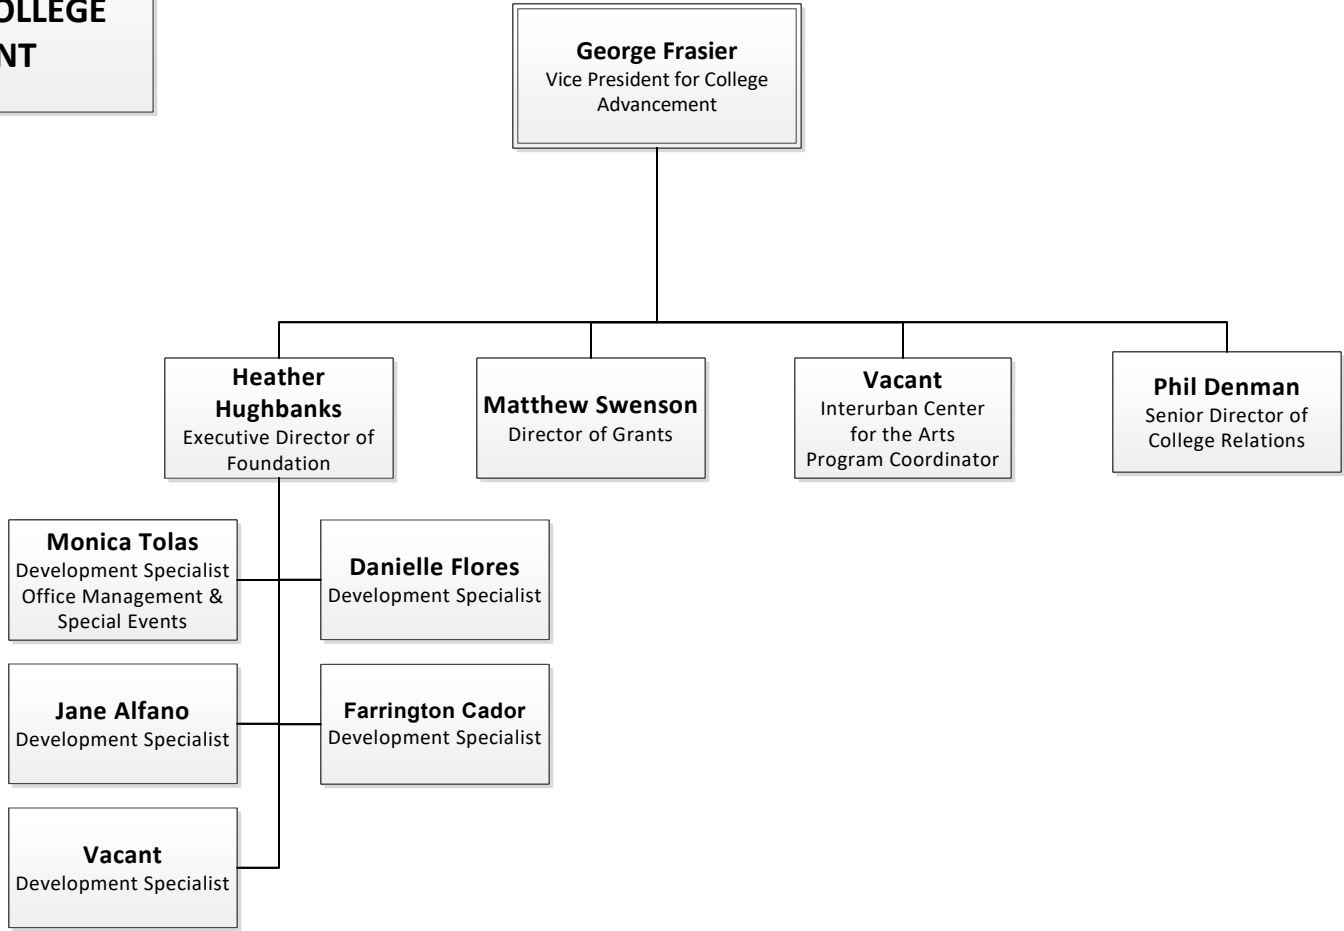 NT
George Frasier
Vice President for College
Advancement
Heather
Hughbanks
Executive Director of
Foundation
Matthew Swenson
Director of Grants
Vacant
Interurban Center
for the Arts
Program Coordinator
Phil Denman
Senior Director of
College Relations
Monica Tolas
Development Specialist
Office Management &
Special Events
Danielle Flores
Development Specialist
Jane Alfano
Development Specialist
Farrington Cador
Development Specialist
Vacant
Development Specialist